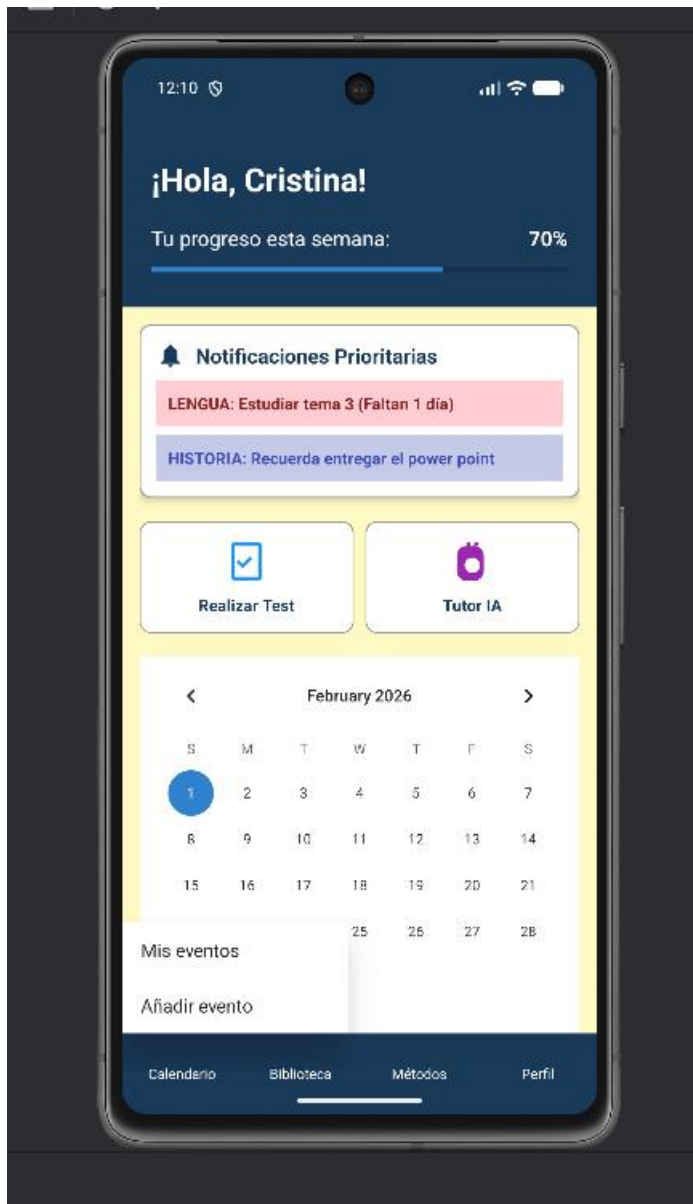 12:10
¡Hola, Cristina!
Tu progreso esta semana: 70%
Notificaciones Prioritarias
LENGUA: Estudiar tema 3 (Faltan 1 día)
HISTORIA: Recuerda entregar el power point
Realizar Test Tutor IA
February 2026
S M T W T F S
1 2 3 4 5 6 7
8 9 10 11 12 13 14
15 16 17 18 19 20 21
25 26 27 28
Mis eventos
Añadir evento
Calendario Biblioteca Métodos Perfil